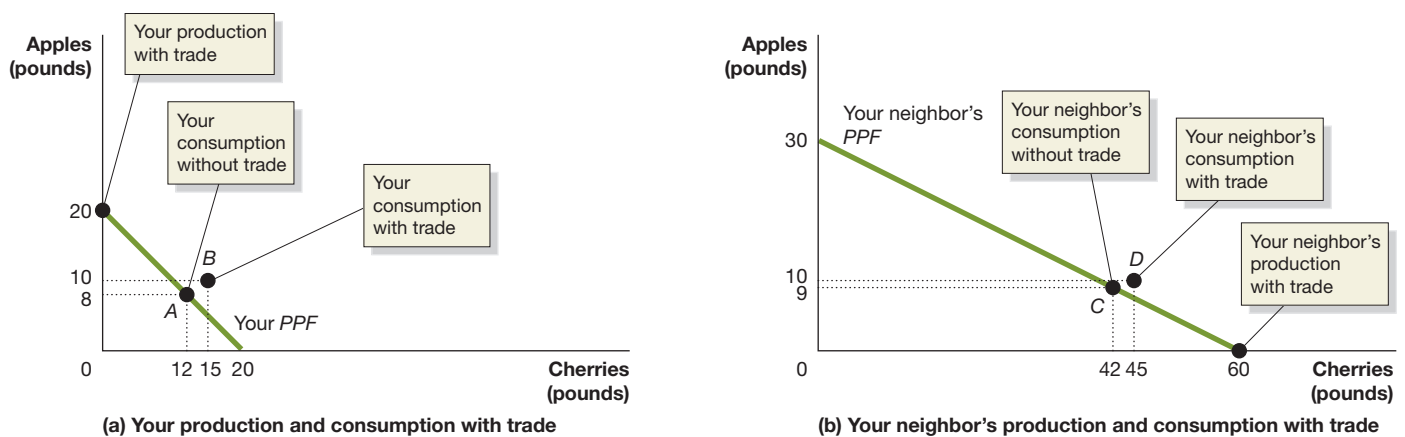 Apples
(pounds)
Your production
with trade
Your
consumption
without trade
Your
consumption
with trade
20
10
8
B
A
Your PPF
0
12 15 20
Cherries
(pounds)
(a) Your production and consumption with trade
Apples
(pounds)
Your neighbor's
PPF
Your neighbor's
consumption
without trade
Your neighbor's
consumption
with trade
Your neighbor's
production
with trade
30
10
9
D
C
0
42 45 60
Cherries
(pounds)
(b) Your neighbor's production and consumption with trade